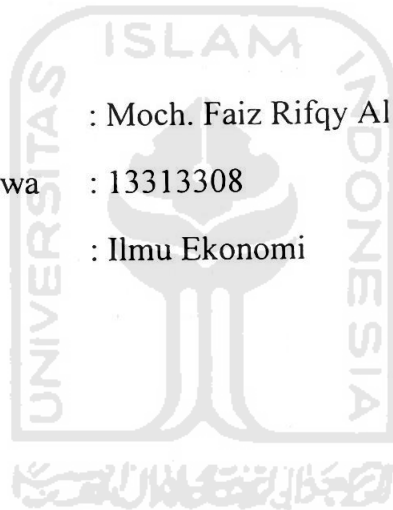 ISLAM
UNIVERSITAS
INDONESIA
: Moch. Faiz Rifqy Al
wa : 13313308
: Ilmu Ekonomi